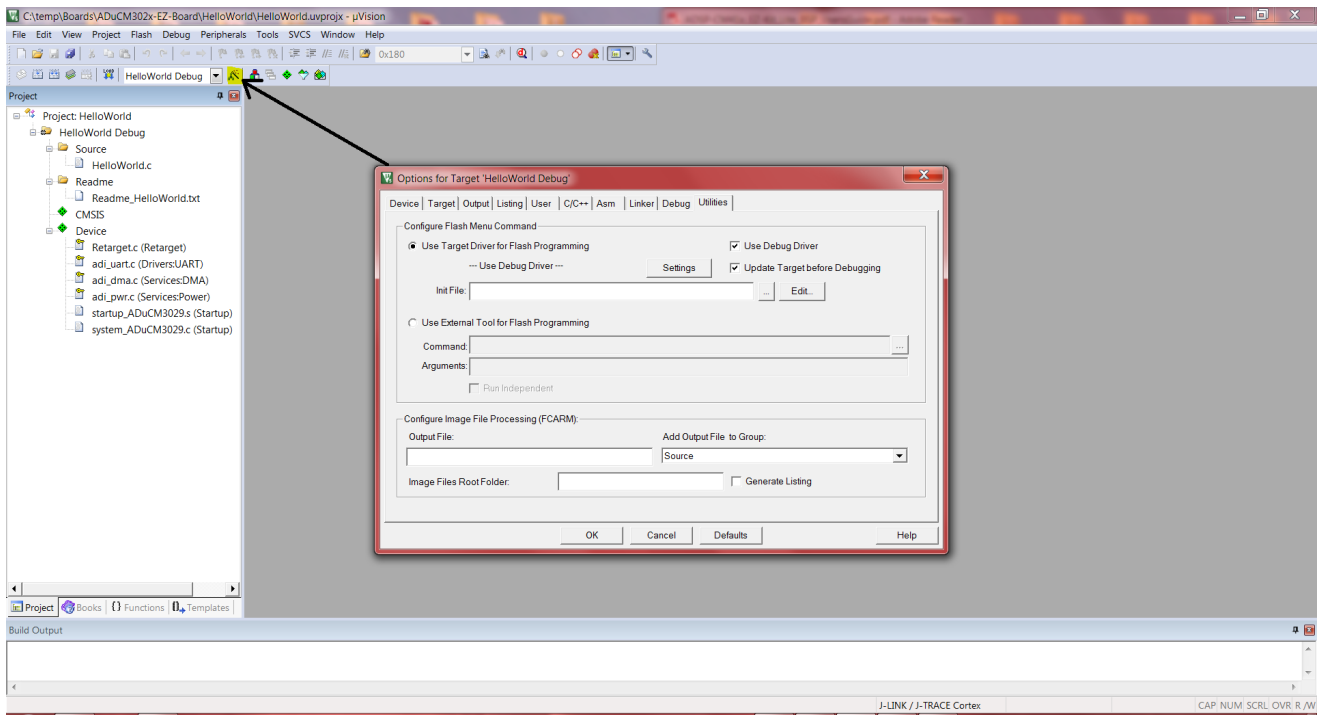 C:\temp\Boards\ADuCM302x-EZ-Board\HelloWorld\HelloWorld.uvprojx - µVision
File Edit View Project Flash Debug Peripherals Tools SVCS Window Help
0x180
HelloWorld Debug
Project
Project: HelloWorld
HelloWorld Debug
Source
HelloWorld.c
Readme
Readme_HelloWorld.txt
CMSIS
Device
Retarget.c (Retarget)
adi_uart.c (Drivers:UART)
adi_dma.c (Services:DMA)
adi_pwr.c (Services:Power)
startup_ADuCM3029.s (Startup)
system_ADuCM3029.c (Startup)
Options for Target 'HelloWorld Debug'
Device Target Output Listing User C/C++ Asm Linker Debug Utilities
Configure Flash Menu Command
Use Target Driver for Flash Programming Use Debug Driver
--- Use Debug Driver --- Settings Update Target before Debugging
Init File: ... Edit...
Use External Tool for Flash Programming
Command: ...
Arguments:
Run Independent
Configure Image File Processing (FCARM):
Output File: Add Output File to Group:
Source
Image Files Root Folder: Generate Listing
OK Cancel Defaults Help
Project Books {} Functions Templates
Build Output
J-LINK / J-TRACE Cortex CAP NUM SCRL OVR R /W